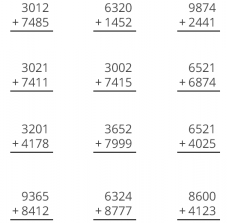 3012 6320 9874
+ 7485 + 1452 + 2441
3021 3002 6521
+ 7411 + 7415 + 6874
3201 3652 6521
+ 4178 + 7999 + 4025
9365 6324 8600
+ 8412 + 8777 + 4123